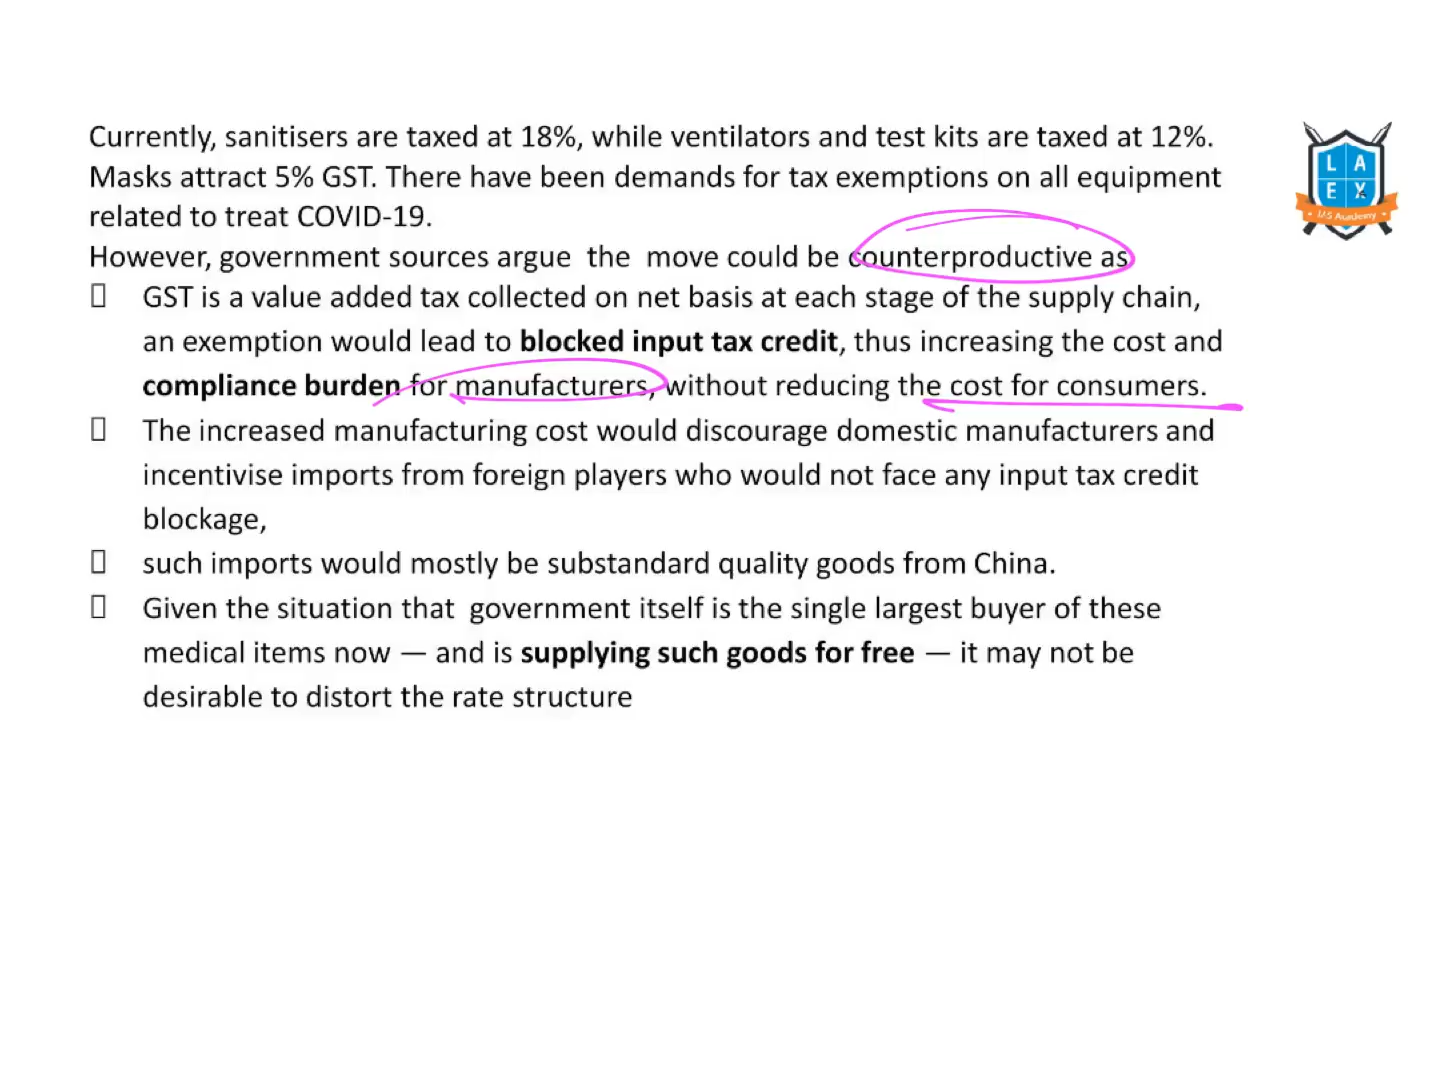 Currently, sanitisers are taxed at 18%, while ventilators and test kits are taxed at 12%.
Masks attract 5% GST. There have been demands for tax exemptions on all equipment
related to treat COVID-19.
However, government sources argue the move could be counterproductive as
GST is a value added tax collected on net basis at each stage of the supply chain,
an exemption would lead to blocked input tax credit, thus increasing the cost and
compliance burden for manufacturers, without reducing the cost for consumers.
The increased manufacturing cost would discourage domestic manufacturers and
incentivise imports from foreign players who would not face any input tax credit
blockage,
such imports would mostly be substandard quality goods from China.
Given the situation that government itself is the single largest buyer of these
medical items now — and is supplying such goods for free — it may not be
desirable to distort the rate structure
L A
E X
IAS Academy